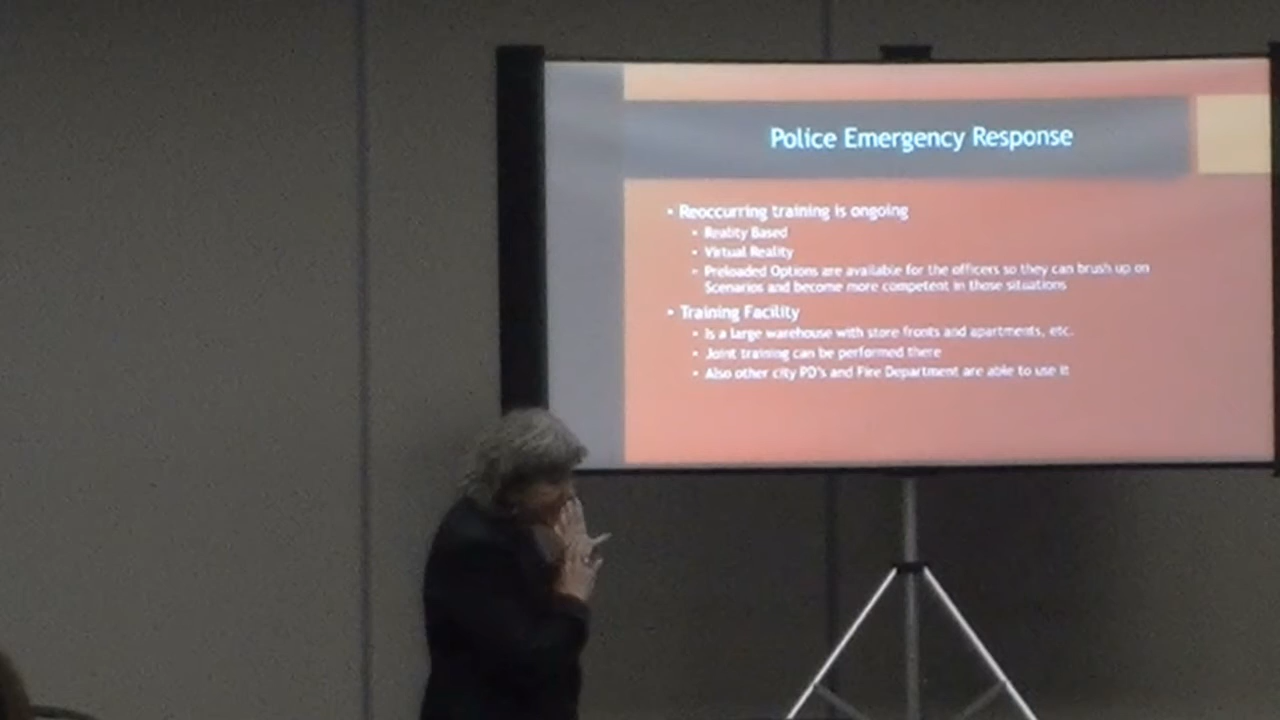 Police Emergency Response
• Reoccurring training is ongoing
• Reality Based
• Virtual Reality
• Preloaded Options are available for the officers so they can brush up on
Scenarios and become more competent in those situations
• Training Facility
• Is a large warehouse with store fronts and apartments, etc.
• Joint training can be performed there
• Also other city PD's and Fire Department are able to use it